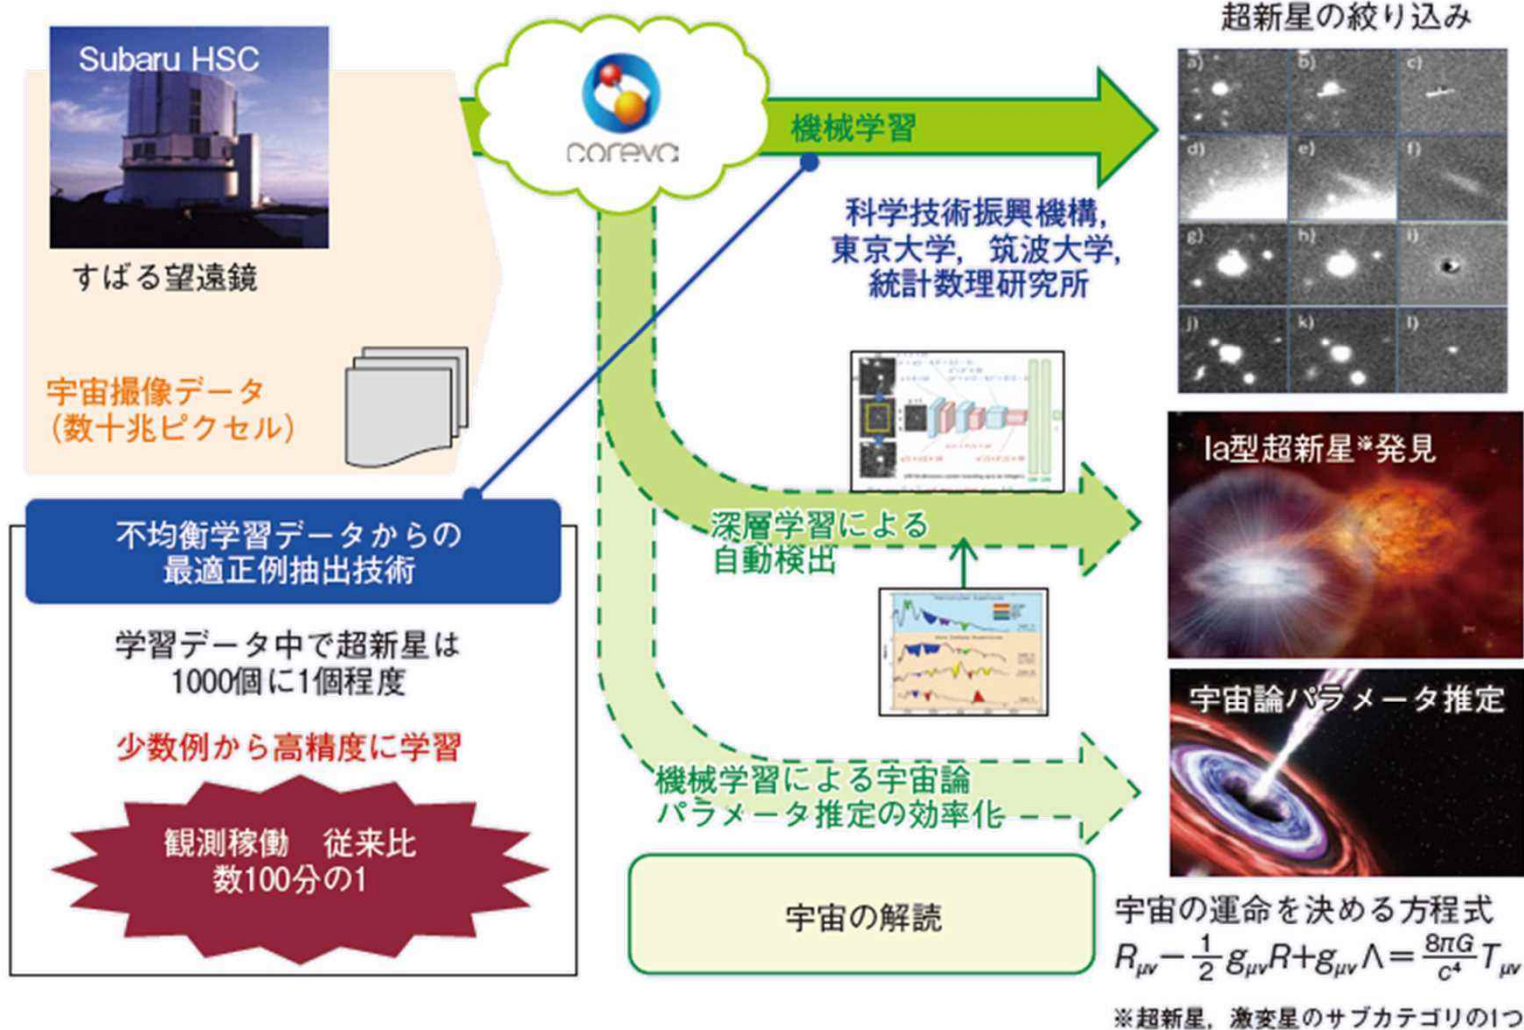 Subaru HSC
すばる望遠鏡
宇宙撮像データ
(数十兆ピクセル)
corevo
機械学習
科学技術振興機構,
東京大学, 筑波大学,
統計数理研究所
超新星の絞り込み
a)
b)
c)
d)
e)
f)
g)
h)
i)
j)
k)
l)
不均衡学習データからの
最適正例抽出技術
学習データ中で超新星は
1000個に1個程度
少数例から高精度に学習
観測稼働 従来比
数100分の1
深層学習による
自動検出
Ia型超新星※発見
機械学習による宇宙論
パラメータ推定の効率化
宇宙論パラメータ推定
宇宙の解読
宇宙の運命を決める方程式
Rμν−1/2 gμνR+gμνΛ=8πG/c⁴ Tμν
※超新星, 激変星のサブカテゴリの1つ